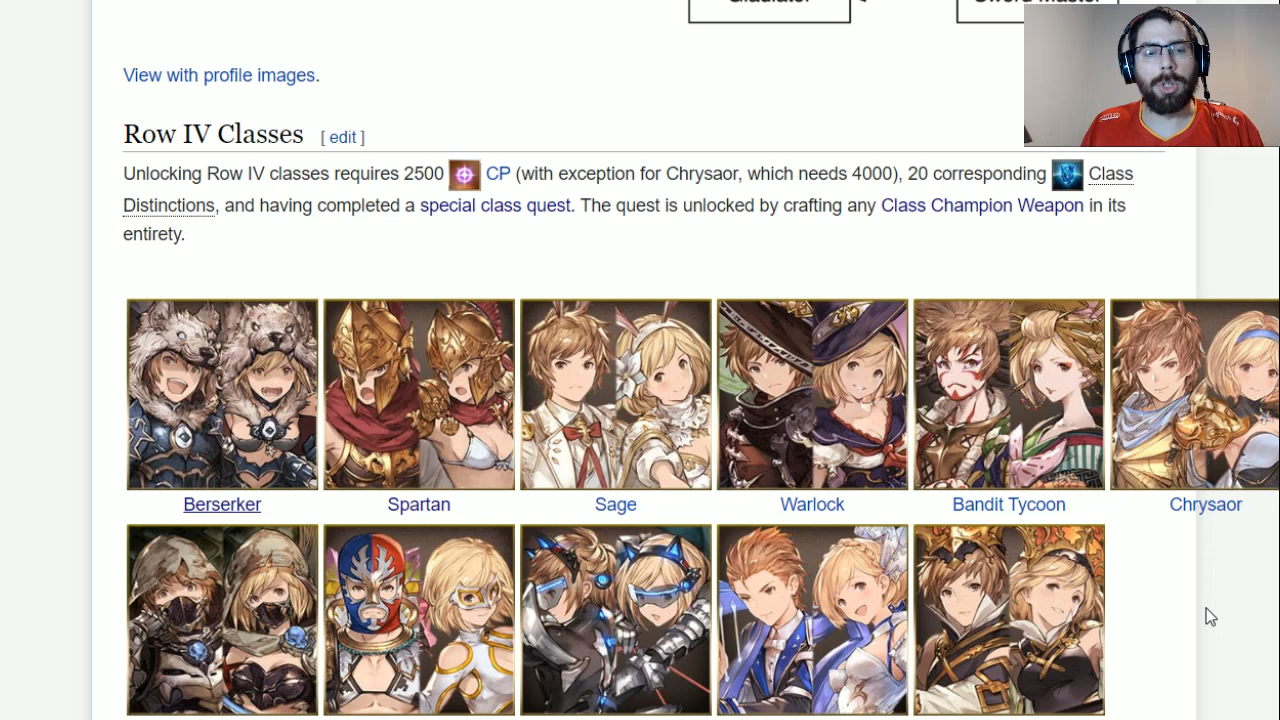 View with profile images.
Row IV Classes [ edit ]
Unlocking Row IV classes requires 2500 CP (with exception for Chrysaor, which needs 4000), 20 corresponding Class
Distinctions, and having completed a special class quest. The quest is unlocked by crafting any Class Champion Weapon in its
entirety.
Berserker Spartan Sage Warlock Bandit Tycoon Chrysaor